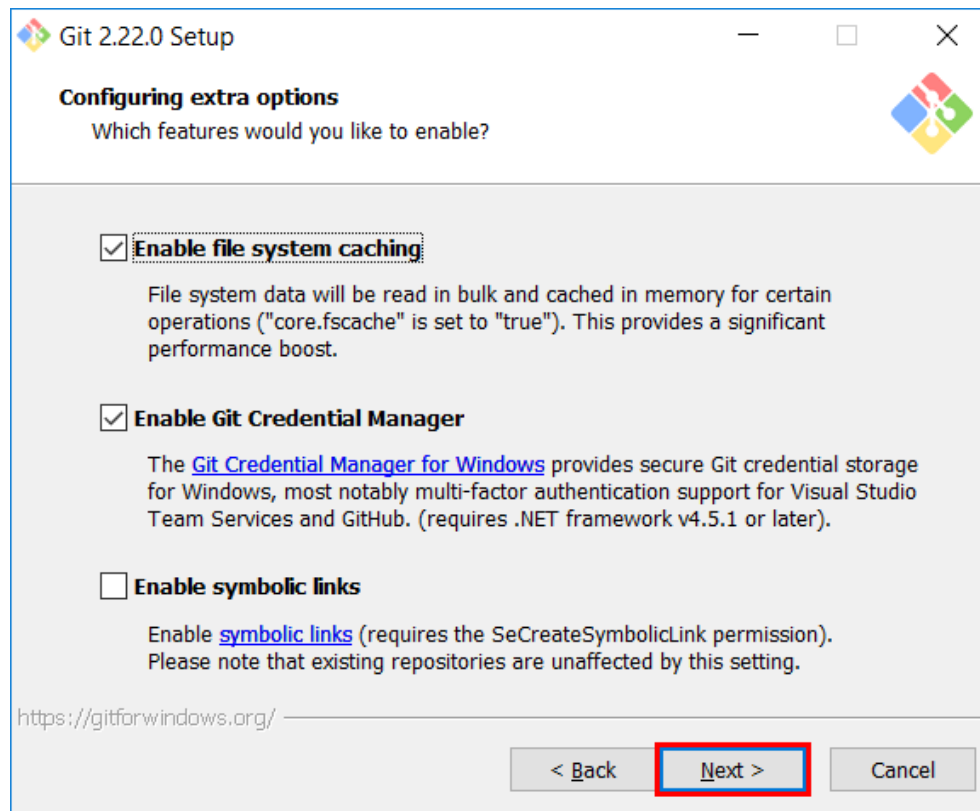 Git 2.22.0 Setup
Configuring extra options
Which features would you like to enable?
Enable file system caching
File system data will be read in bulk and cached in memory for certain
operations ("core.fscache" is set to "true"). This provides a significant
performance boost.
Enable Git Credential Manager
The Git Credential Manager for Windows provides secure Git credential storage
for Windows, most notably multi-factor authentication support for Visual Studio
Team Services and GitHub. (requires .NET framework v4.5.1 or later).
Enable symbolic links
Enable symbolic links (requires the SeCreateSymbolicLink permission).
Please note that existing repositories are unaffected by this setting.
https://gitforwindows.org/
< Back Next > Cancel